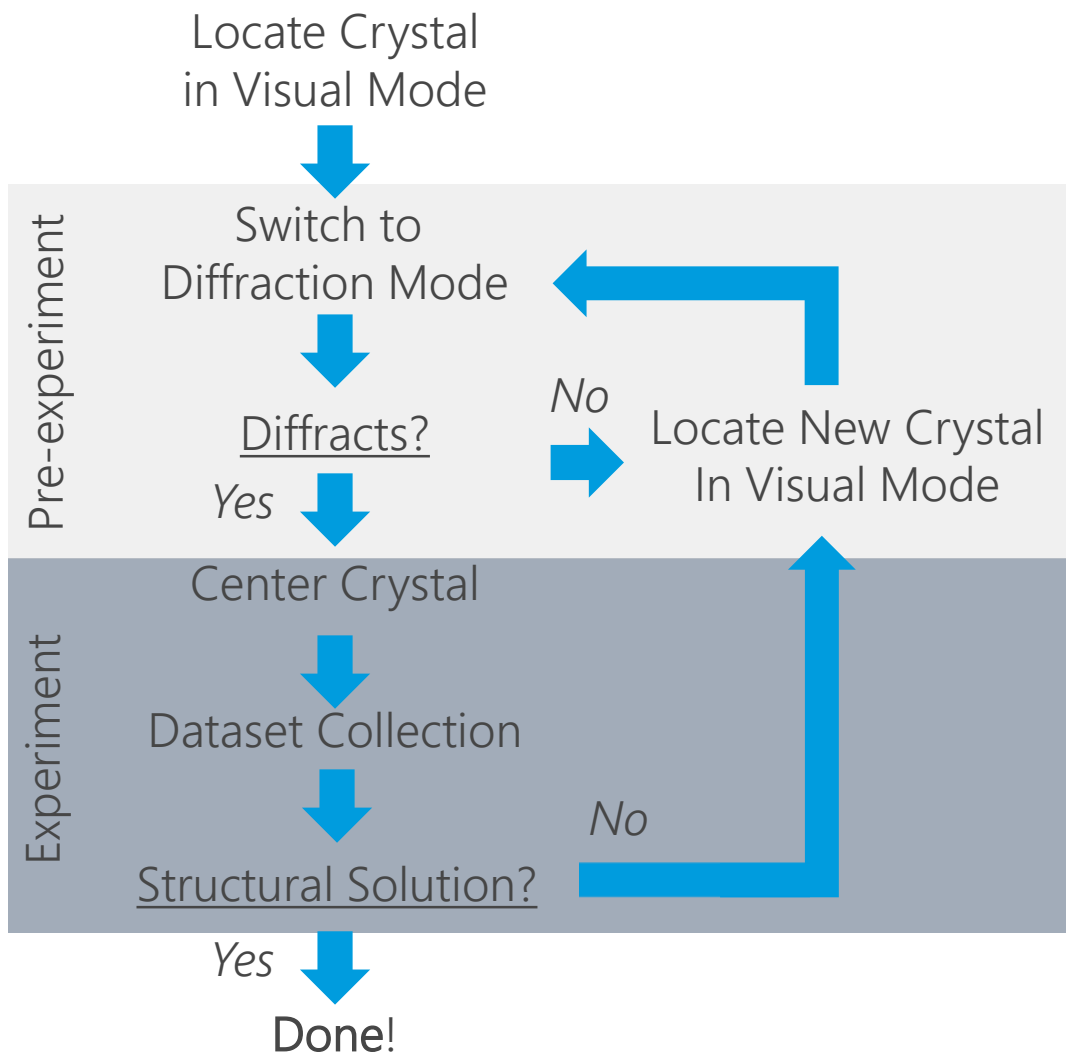 Locate Crystal
in Visual Mode
Pre-experiment
Switch to
Diffraction Mode
Diffracts?
No
Locate New Crystal
In Visual Mode
Yes
Experiment
Center Crystal
Dataset Collection
Structural Solution?
No
Yes
Done!